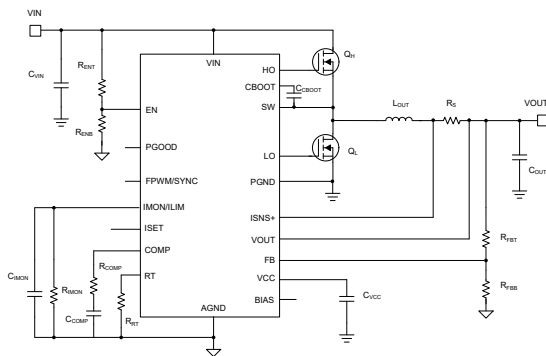 VIN
VIN
HO
QH
CBOOT
CCBOOT
SW
CVIN
RENT
EN
RENB
LOUT
RS
VOUT
PGOOD
LO
QL
COUT
FPWM/SYNC
PGND
IMON/ILIM
ISNS+
ISET
VOUT
RFBT
COMP
FB
CIMON
RIMON
RCOMP
RT
VCC
CCOMP
RRT
BIAS
CVCC
RFBB
AGND